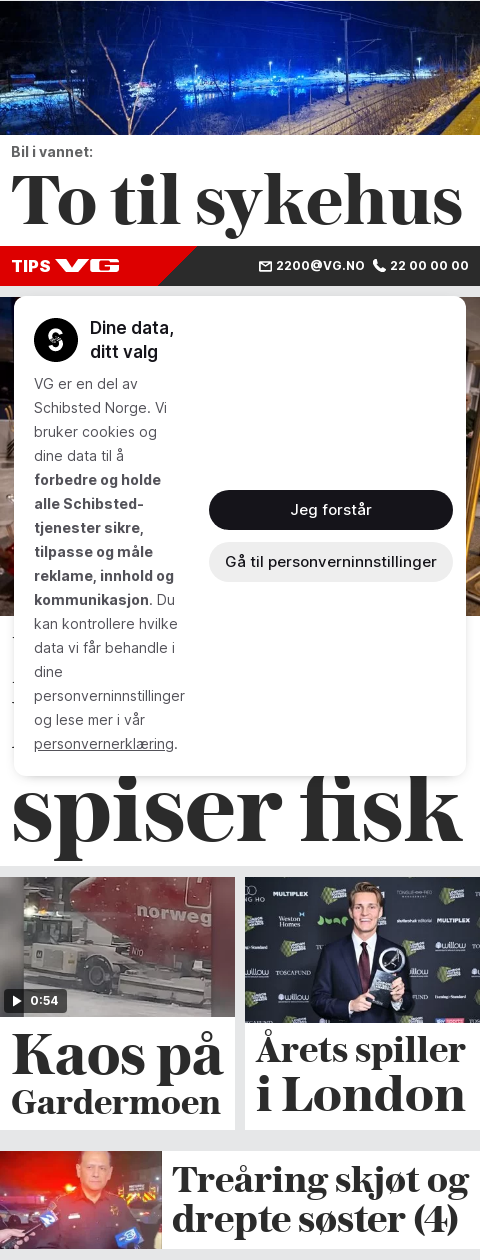 Bil i vannet:
To til sykehus
TIPS VG
2200@VG.NO 22 00 00 00
Dine data,
ditt valg
VG er en del av
Schibsted Norge. Vi
bruker cookies og
dine data til å
forbedre og holde
alle Schibsted-
tjenester sikre,
tilpasse og måle
reklame, innhold og
kommunikasjon. Du
kan kontrollere hvilke
data vi får behandle i
dine
personverninnstillinger
og lese mer i vår
personvernerklæring.
Jeg forstår
Gå til personverninnstillinger
spiser fisk
norweg
0:54
Kaos på
Gardermoen
MULTIPLEX
Weston
Homes
willow
TOSCAFUND
Årets spiller
i London
Treåring skjøt og
drepte søster (4)